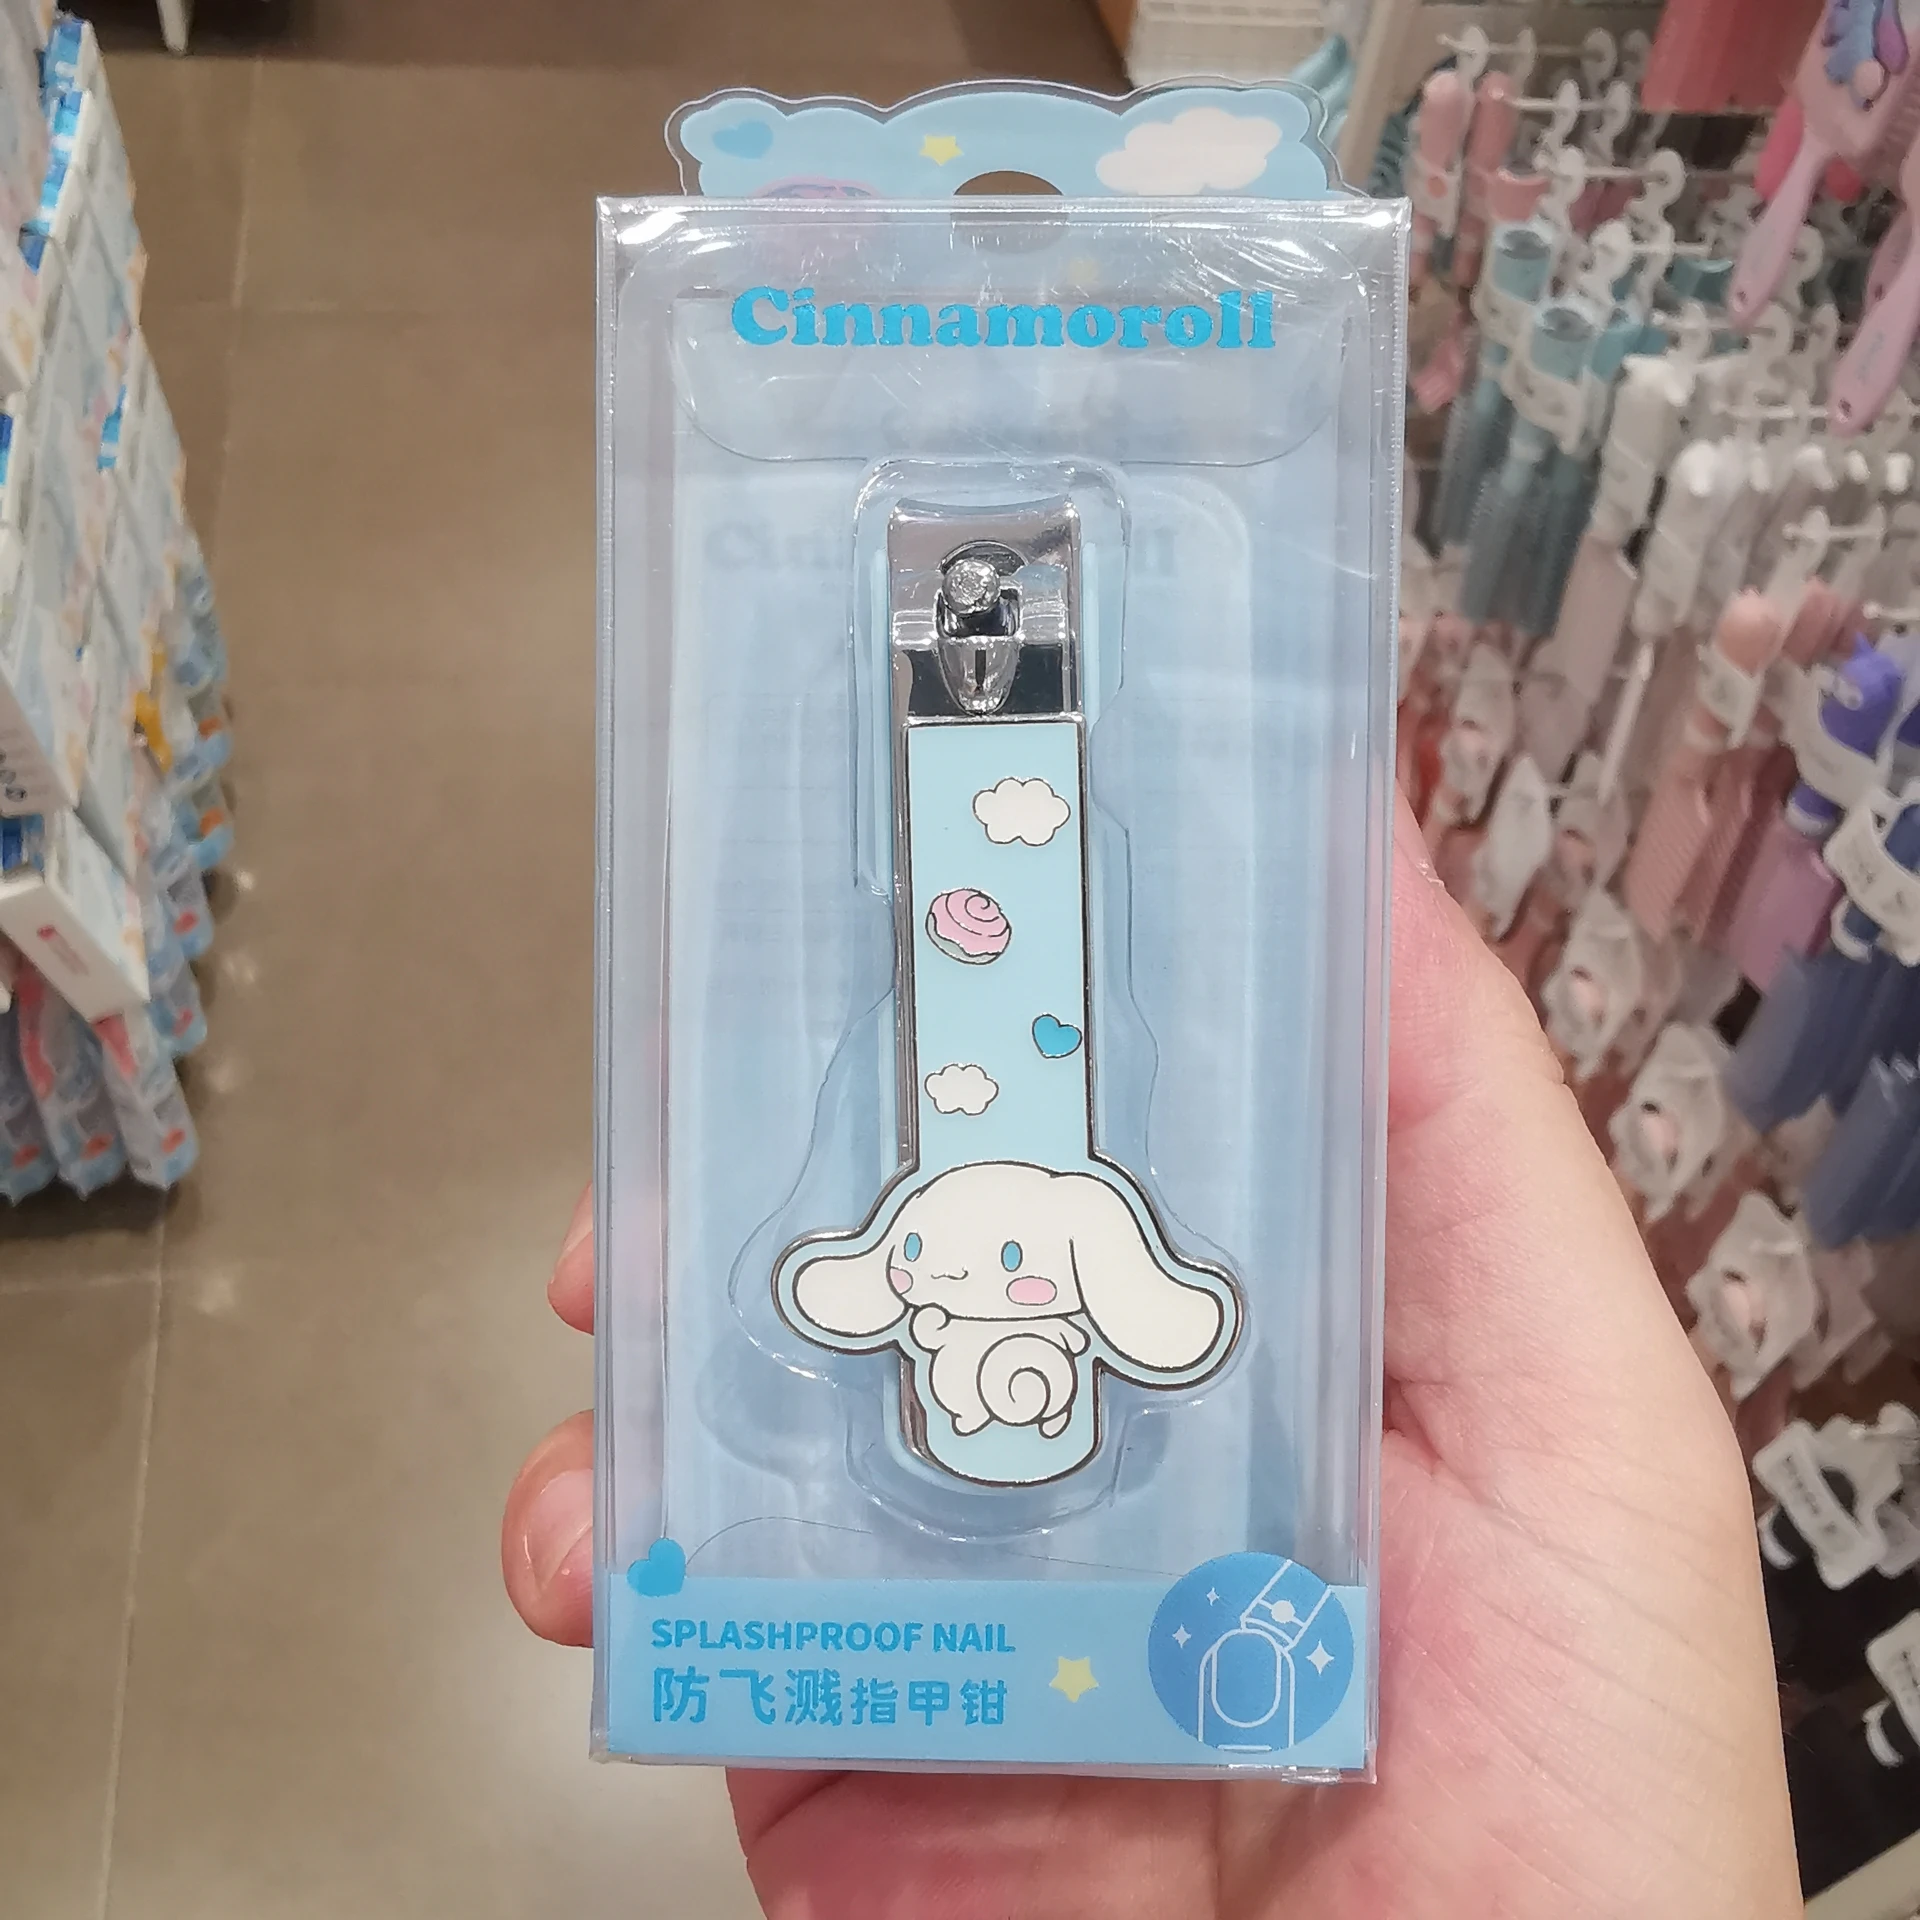 Cinnamoroll
SPLASHPROOF NAIL
防飞溅指甲钳